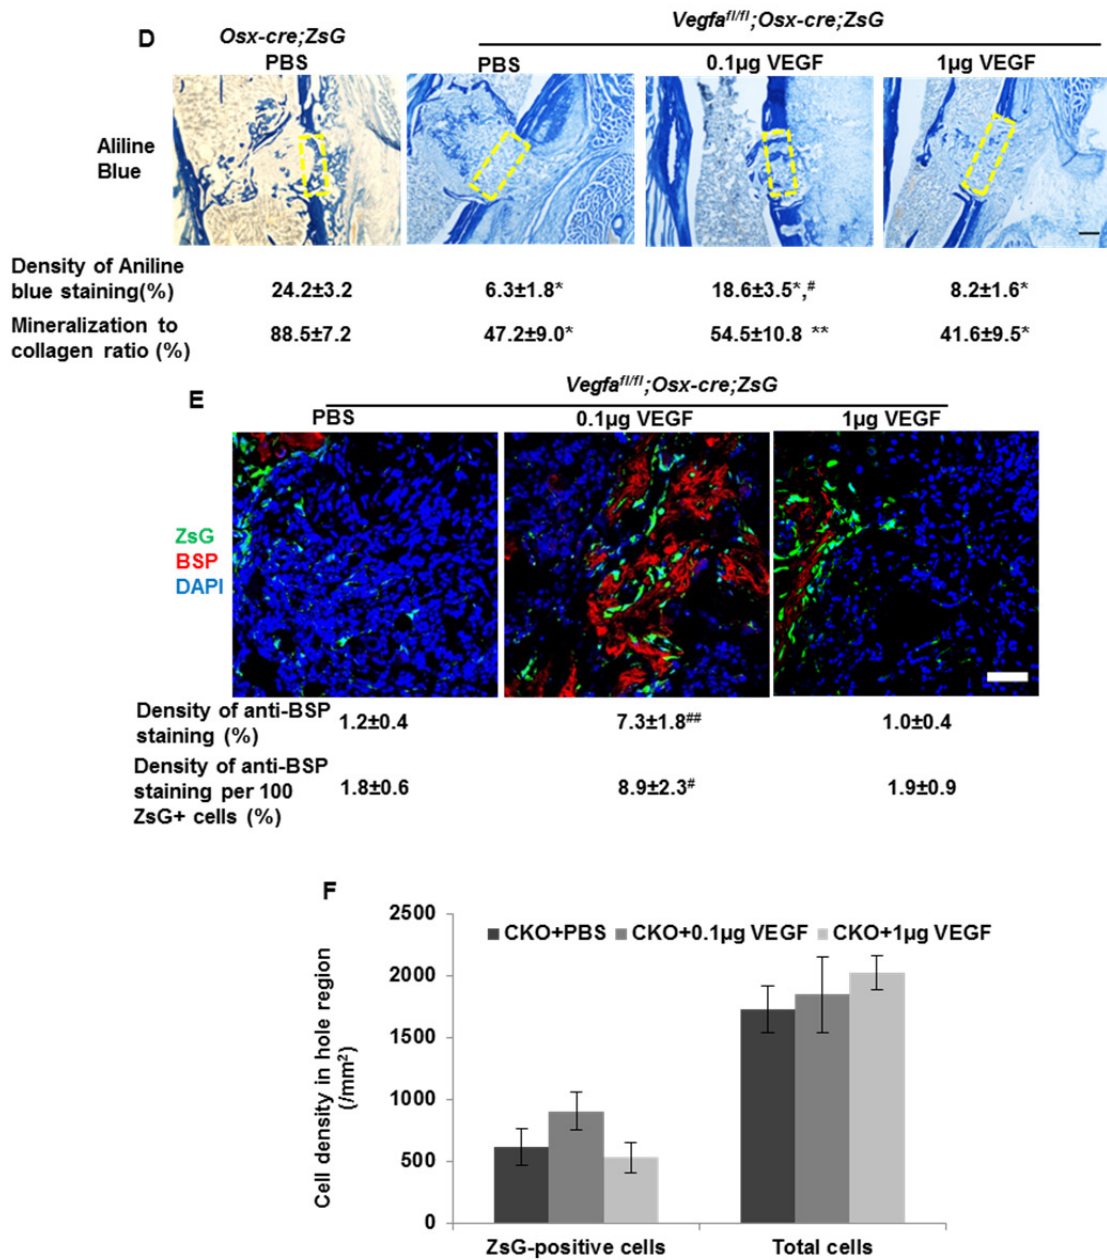 D
Osx-cre;ZsG
Vegfa^fl/fl;Osx-cre;ZsG
PBS
PBS
0.1µg VEGF
1µg VEGF
Aliline
Blue
Density of Aniline
blue staining(%)
24.2±3.2
6.3±1.8*
18.6±3.5*,#
8.2±1.6*
Mineralization to
collagen ratio (%)
88.5±7.2
47.2±9.0*
54.5±10.8 **
41.6±9.5*
E
Vegfa^fl/fl;Osx-cre;ZsG
PBS
0.1µg VEGF
1µg VEGF
ZsG
BSP
DAPI
Density of anti-BSP
staining (%)
1.2±0.4
7.3±1.8##
1.0±0.4
Density of anti-BSP
staining per 100
ZsG+ cells (%)
1.8±0.6
8.9±2.3#
1.9±0.9
F
Cell density in hole region
(/mm²)
2500
2000
1500
1000
500
0
CKO+PBS
CKO+0.1µg VEGF
CKO+1µg VEGF
ZsG-positive cells
Total cells